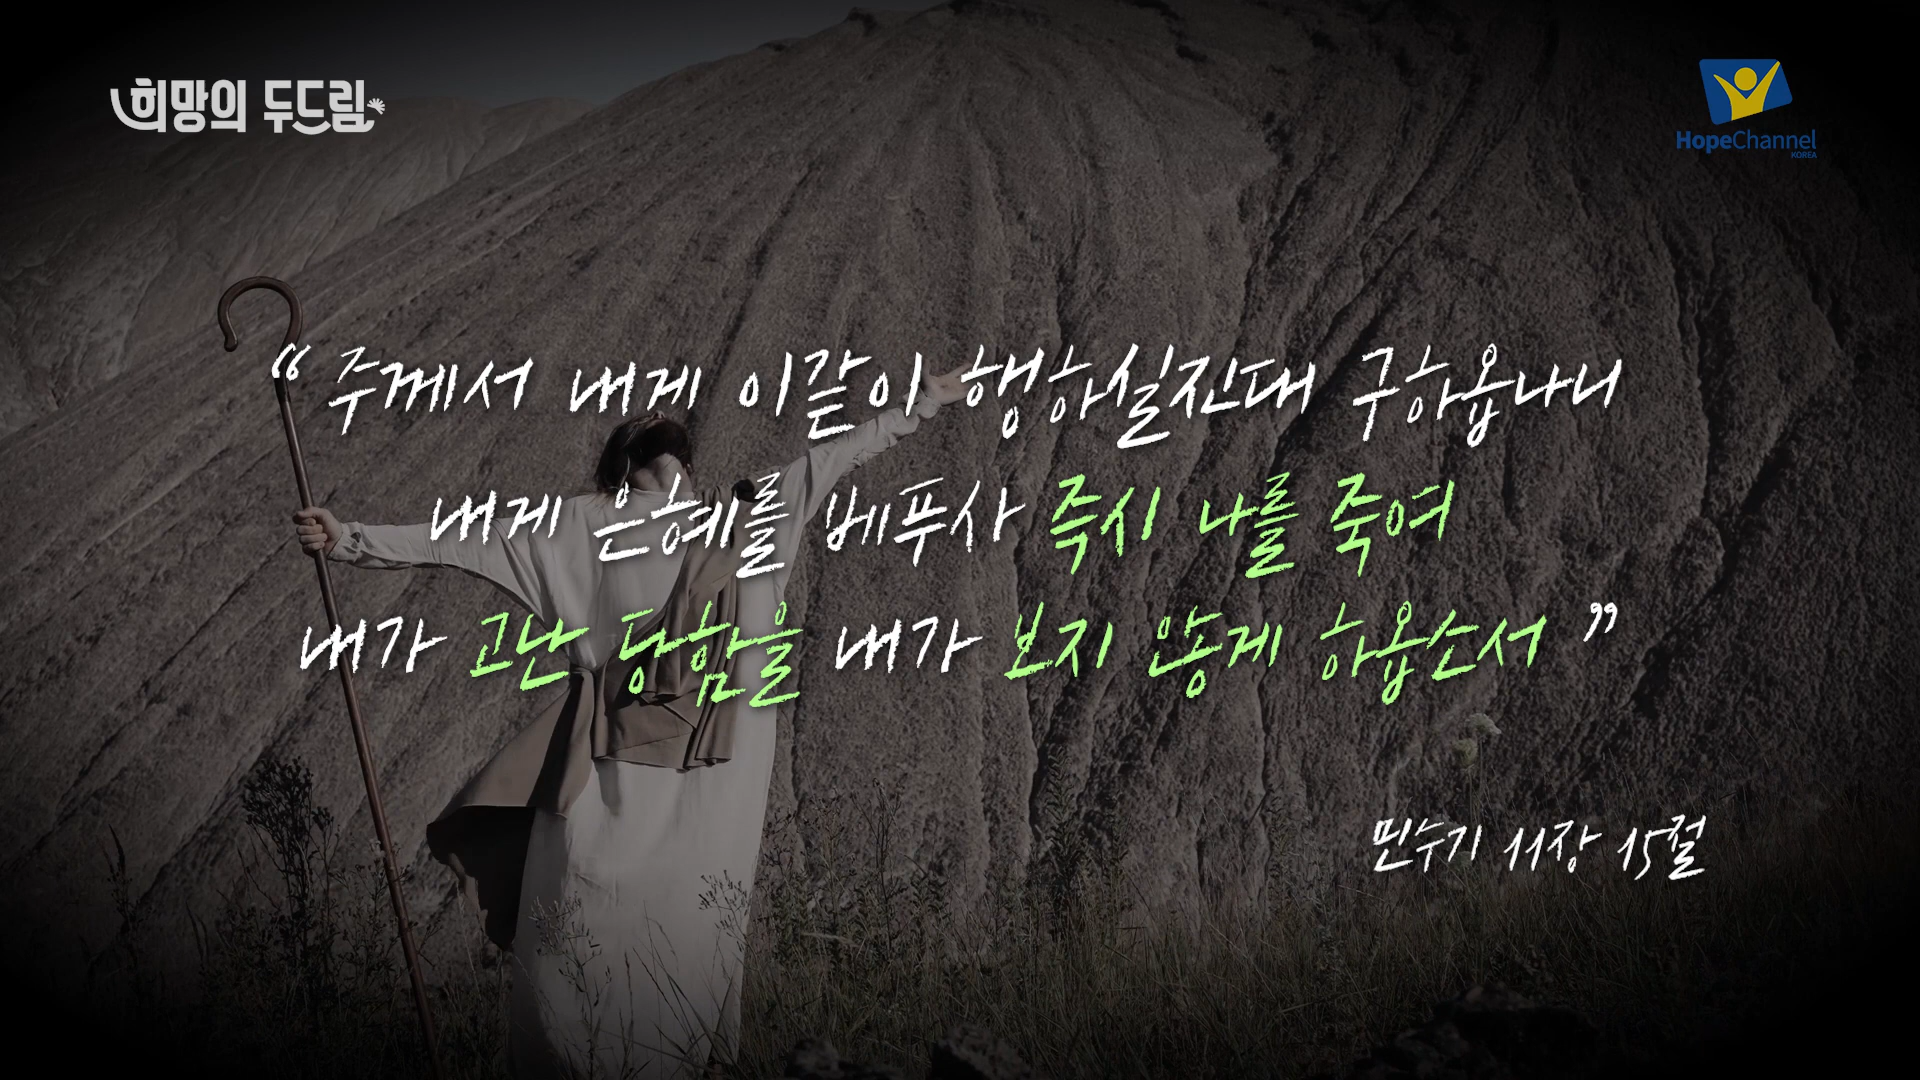 희망의 두드림
HopeChannel
KOREA
“ 주께서 내게 이같이 행하실진대 구하옵나니
내게 은혜를 베푸사 즉시 나를 죽여
내가 고난 당함을 내가 보지 않게 하옵소서 ”
민수기 11장 15절